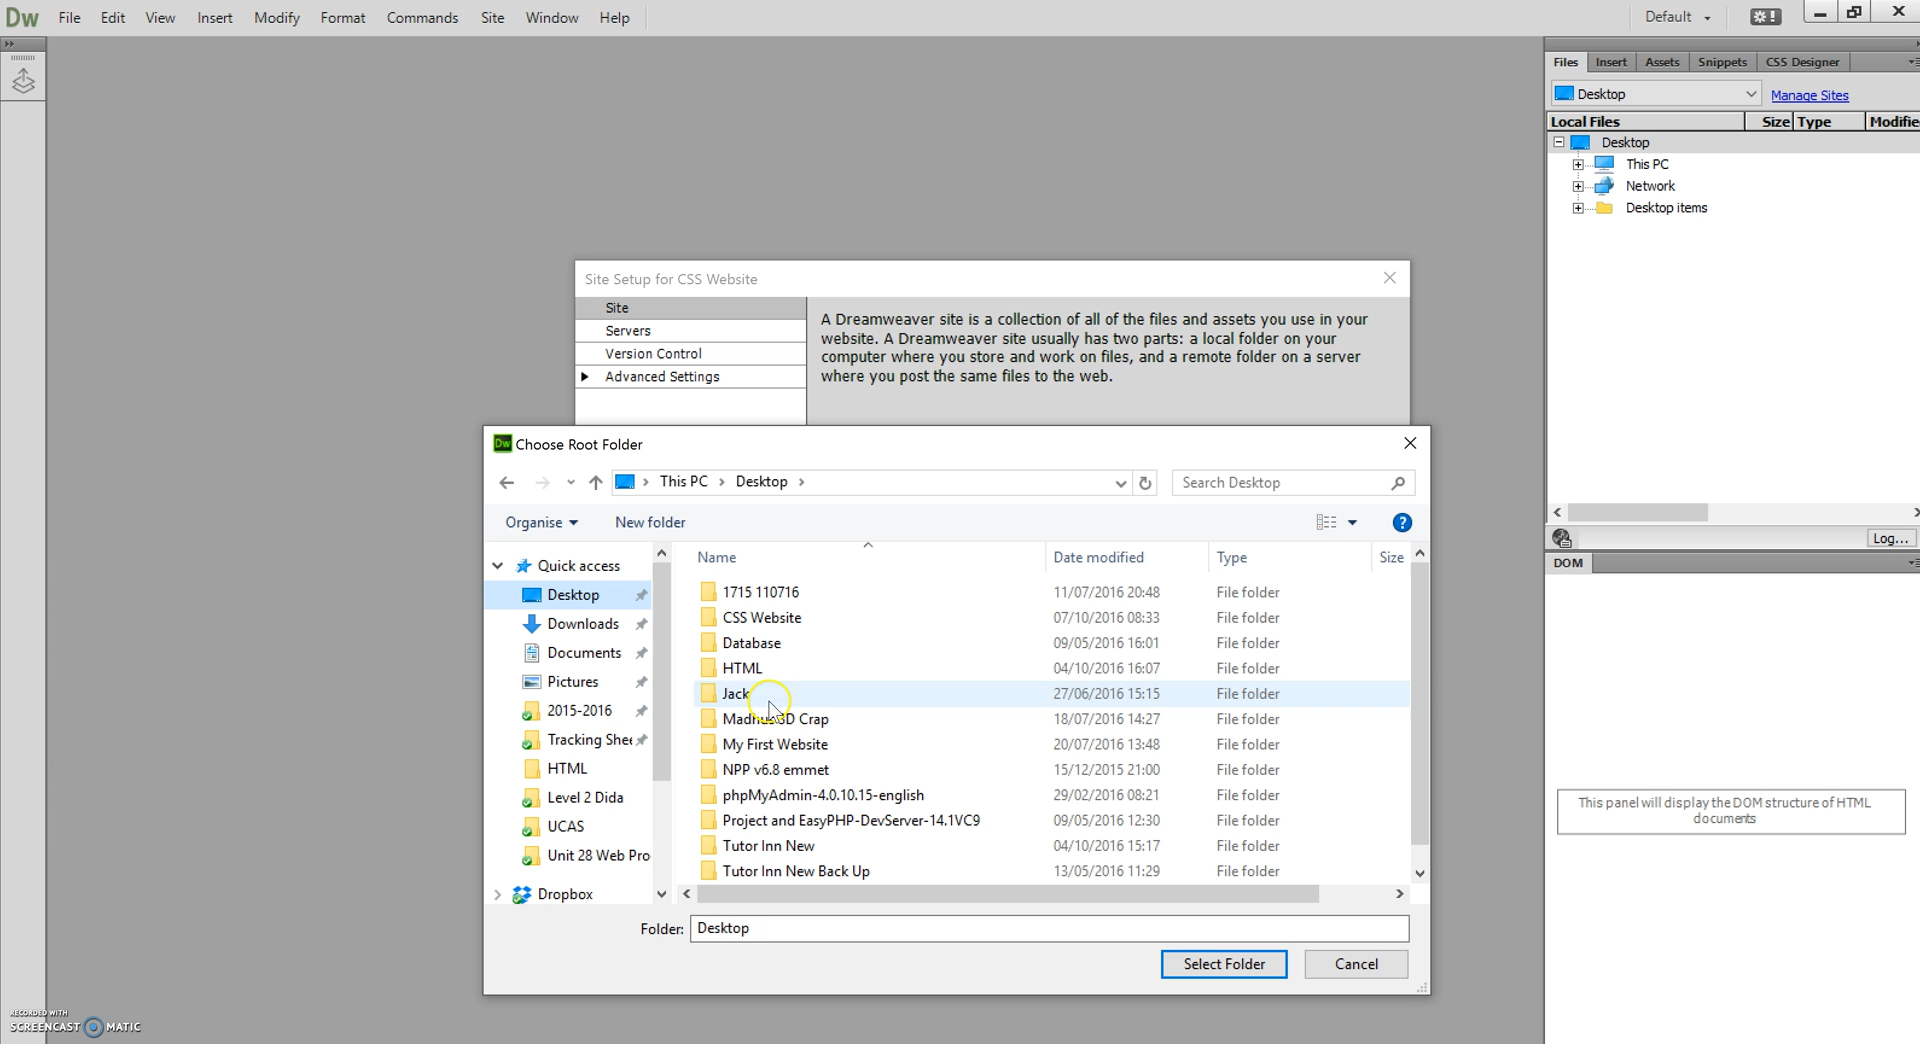 Dw File Edit View Insert Modify Format Commands Site Window Help Default
Files Insert Assets Snippets CSS Designer
Desktop Manage Sites
Local Files Size Type Modifie
Desktop
This PC
Network
Desktop items
Log...
DOM
This panel will display the DOM structure of HTML
documents
Site Setup for CSS Website
Site
Servers
Version Control
Advanced Settings
A Dreamweaver site is a collection of all of the files and assets you use in your
website. A Dreamweaver site usually has two parts: a local folder on your
computer where you store and work on files, and a remote folder on a server
where you post the same files to the web.
Dw Choose Root Folder
This PC Desktop Search Desktop
Organise New folder
Quick access
Desktop
Downloads
Documents
Pictures
2015-2016
Tracking Shee
HTML
Level 2 Dida
UCAS
Unit 28 Web Pro
Dropbox
Name Date modified Type Size
1715 110716 11/07/2016 20:48 File folder
CSS Website 07/10/2016 08:33 File folder
Database 09/05/2016 16:01 File folder
HTML 04/10/2016 16:07 File folder
Jack 27/06/2016 15:15 File folder
3D Crap 18/07/2016 14:27 File folder
My First Website 20/07/2016 13:48 File folder
NPP v6.8 emmet 15/12/2015 21:00 File folder
phpMyAdmin-4.0.10.15-english 29/02/2016 08:21 File folder
Project and EasyPHP-DevServer-14.1VC9 09/05/2016 12:30 File folder
Tutor Inn New 04/10/2016 15:17 File folder
Tutor Inn New Back Up 13/05/2016 11:29 File folder
Folder: Desktop
Select Folder Cancel
RECORDED WITH
SCREENCAST MATIC